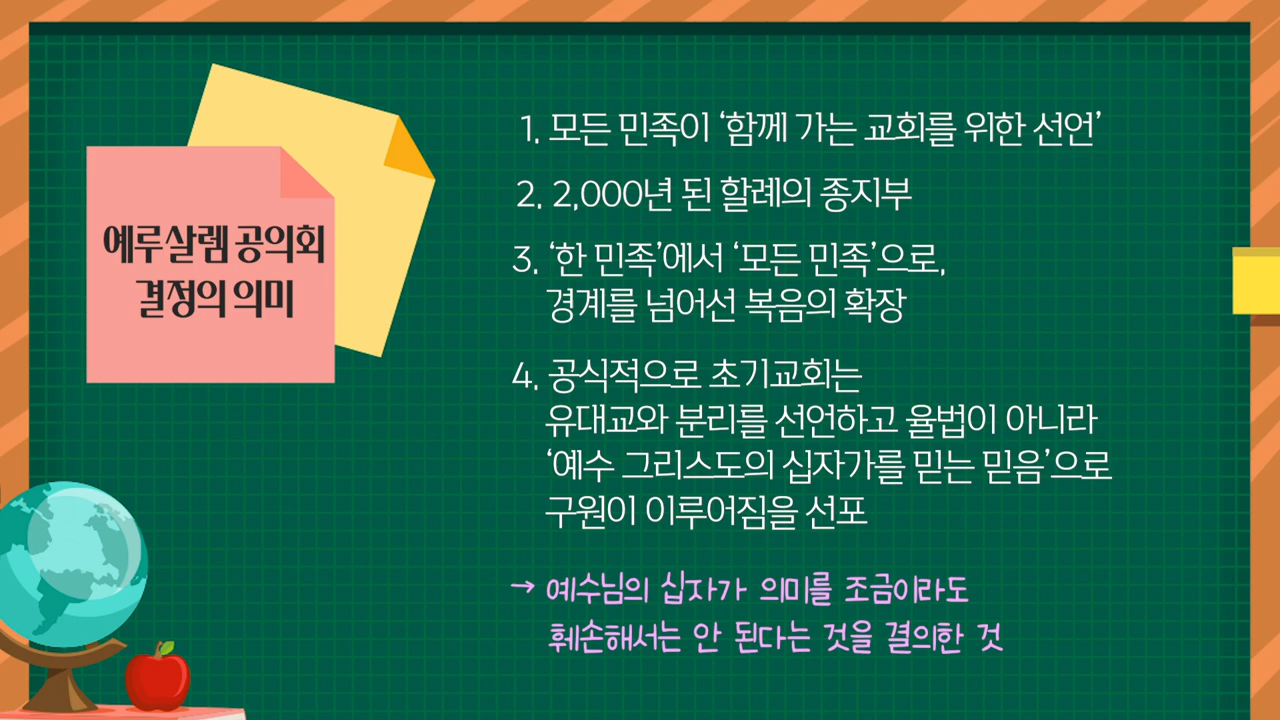 예루살렘 공의회
결정의 의미
1. 모든 민족이 ‘함께 가는 교회를 위한 선언’
2. 2,000년 된 할례의 종지부
3. ‘한 민족’에서 ‘모든 민족’으로,
경계를 넘어선 복음의 확장
4. 공식적으로 초기교회는
유대교와 분리를 선언하고 율법이 아니라
‘예수 그리스도의 십자가를 믿는 믿음’으로
구원이 이루어짐을 선포
→ 예수님의 십자가 의미를 조금이라도
훼손해서는 안 된다는 것을 결의한 것